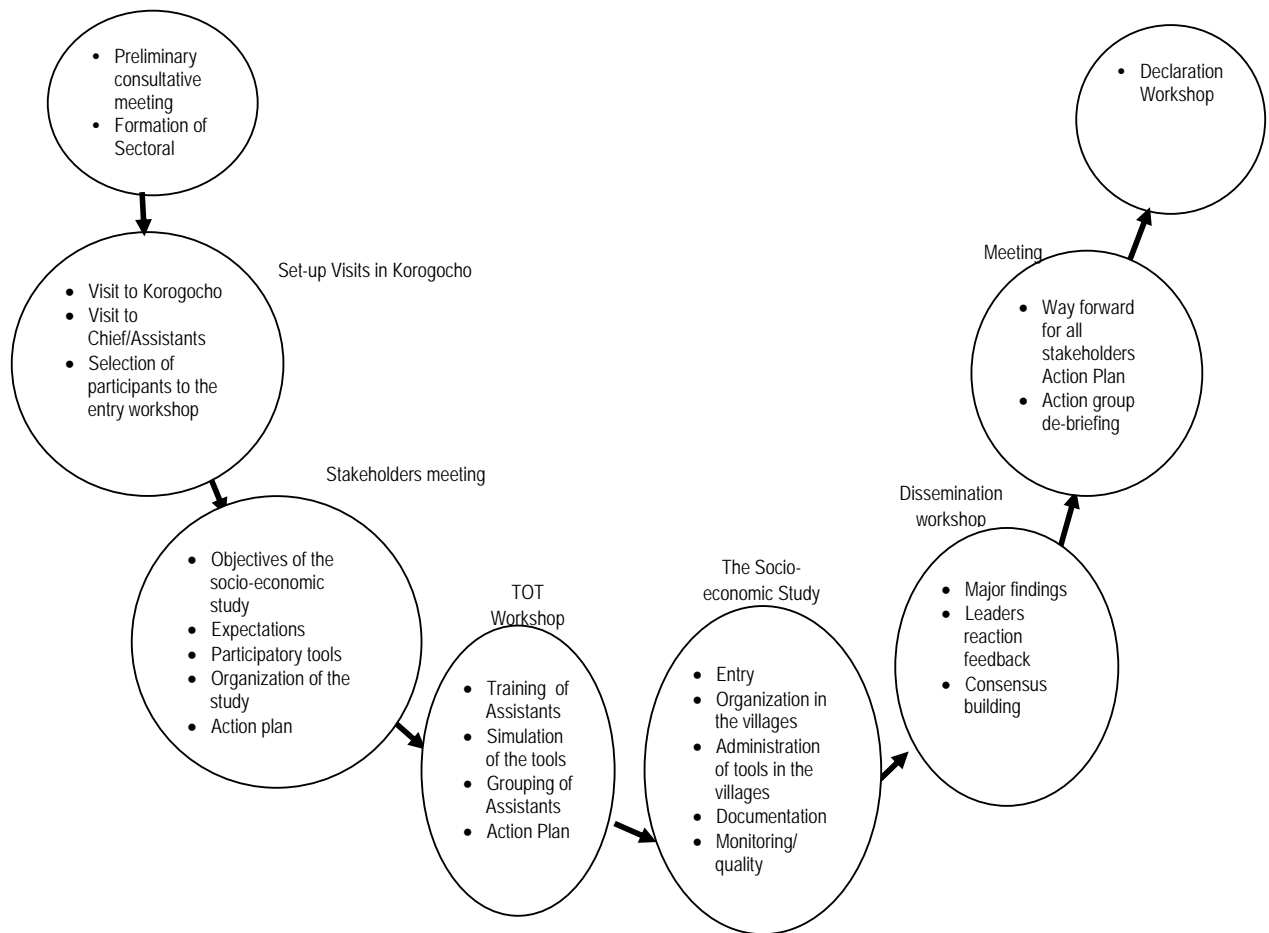 • Preliminary
consultative
meeting
• Formation of
Sectoral
Set-up Visits in Korogocho
• Visit to Korogocho
• Visit to
Chief/Assistants
• Selection of
participants to the
entry workshop
Stakeholders meeting
• Objectives of the
socio-economic
study
• Expectations
• Participatory tools
• Organization of the
study
• Action plan
TOT
Workshop
• Training of
Assistants
• Simulation
of the tools
• Grouping of
Assistants
• Action Plan
The Socio-
economic Study
• Entry
• Organization in
the villages
• Administration
of tools in the
villages
• Documentation
• Monitoring/
quality
Dissemination
workshop
• Major findings
• Leaders
reaction
feedback
• Consensus
building
Meeting
• Way forward
for all
stakeholders
Action Plan
• Action group
de-briefing
• Declaration
Workshop